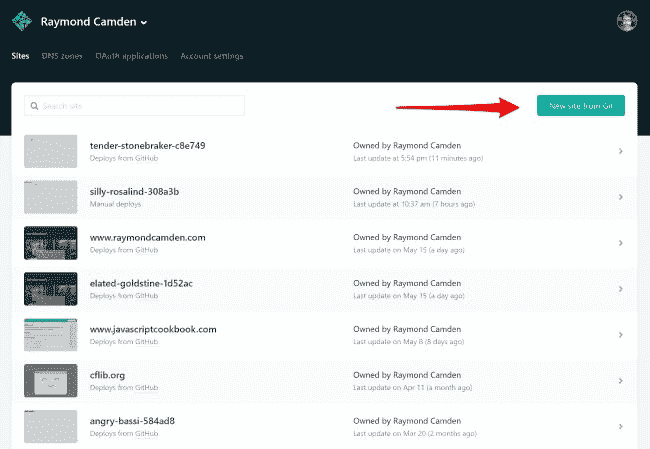 Raymond Camden
Sites DNS zones OAuth applications Account settings
Search site
New site from Git
tender-stonebraker-c8e749
Deploys from GitHub
Owned by Raymond Camden
Last update at 5:54 pm (11 minutes ago)
silly-rosalind-308a3b
Manual deploys
Owned by Raymond Camden
Last update at 10:37 am (7 hours ago)
www.raymondcamden.com
Deploys from GitHub
Owned by Raymond Camden
Last update on May 15 (a day ago)
elated-goldstine-1d52ac
Deploys from GitHub
Owned by Raymond Camden
Last update on May 15 (a day ago)
www.javascriptcookbook.com
Deploys from GitHub
Owned by Raymond Camden
Last update on May 8 (8 days ago)
cflib.org
Deploys from GitHub
Owned by Raymond Camden
Last update on Apr 11 (a month ago)
angry-bassi-584ad8
Deploys from GitHub
Owned by Raymond Camden
Last update on Mar 20 (2 months ago)